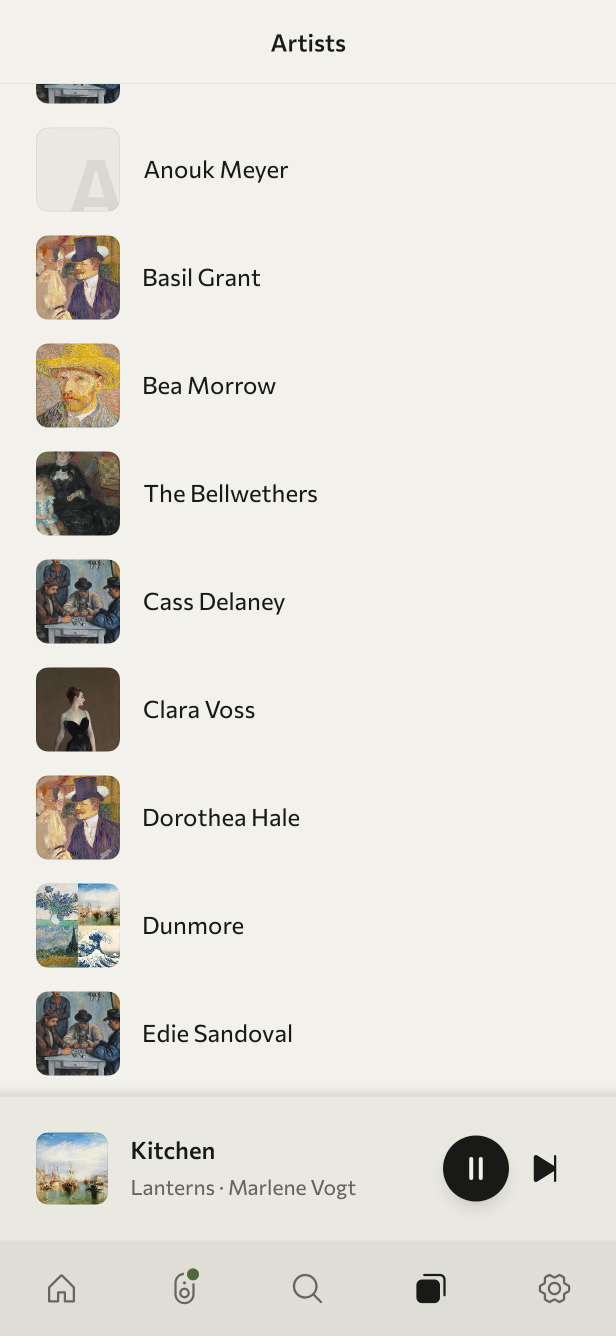 Artists
A
Anouk Meyer
Basil Grant
Bea Morrow
The Bellwethers
Cass Delaney
Clara Voss
Dorothea Hale
Dunmore
Edie Sandoval
Kitchen
Lanterns · Marlene Vogt